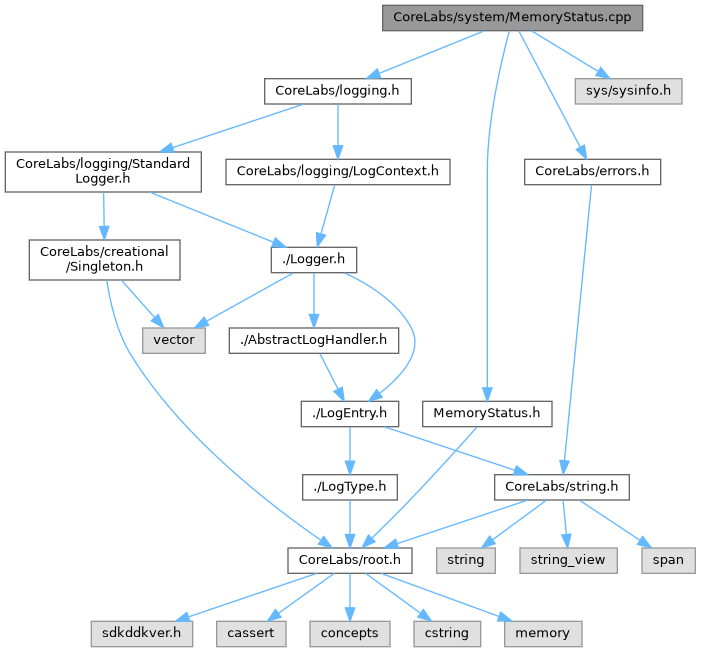 CoreLabs/system/MemoryStatus.cpp
CoreLabs/logging.h
sys/sysinfo.h
CoreLabs/logging/Standard
Logger.h
CoreLabs/logging/LogContext.h
CoreLabs/errors.h
CoreLabs/creational
/Singleton.h
./Logger.h
vector
./AbstractLogHandler.h
./LogEntry.h
MemoryStatus.h
./LogType.h
CoreLabs/string.h
CoreLabs/root.h
string
string_view
span
sdkddkver.h
cassert
concepts
cstring
memory